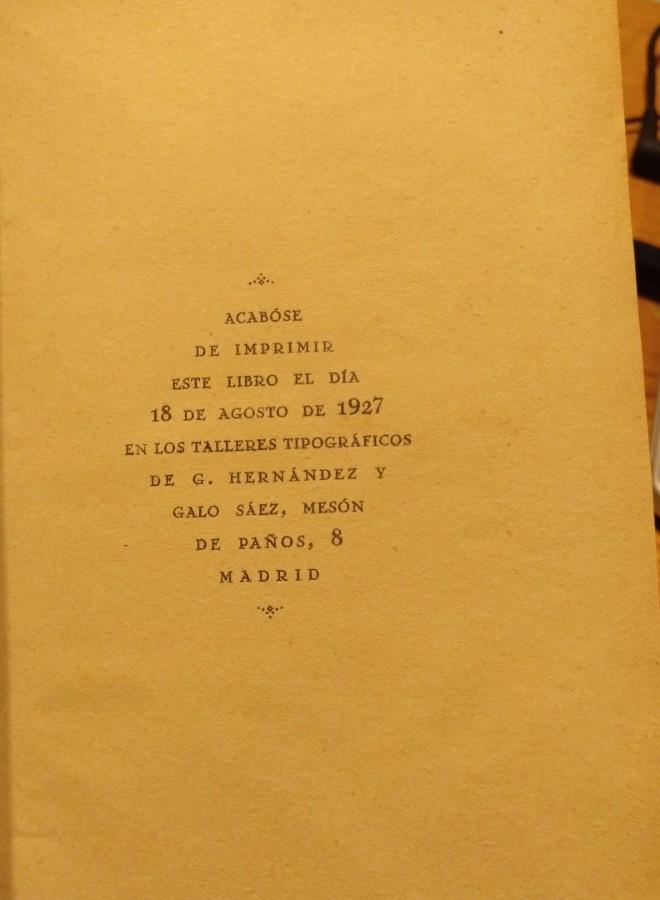 ACABÓSE
DE IMPRIMIR
ESTE LIBRO EL DÍA
18 DE AGOSTO DE 1927
EN LOS TALLERES TIPOGRÁFICOS
DE G. HERNÁNDEZ Y
GALO SÁEZ, MESÓN
DE PAÑOS, 8
MADRID